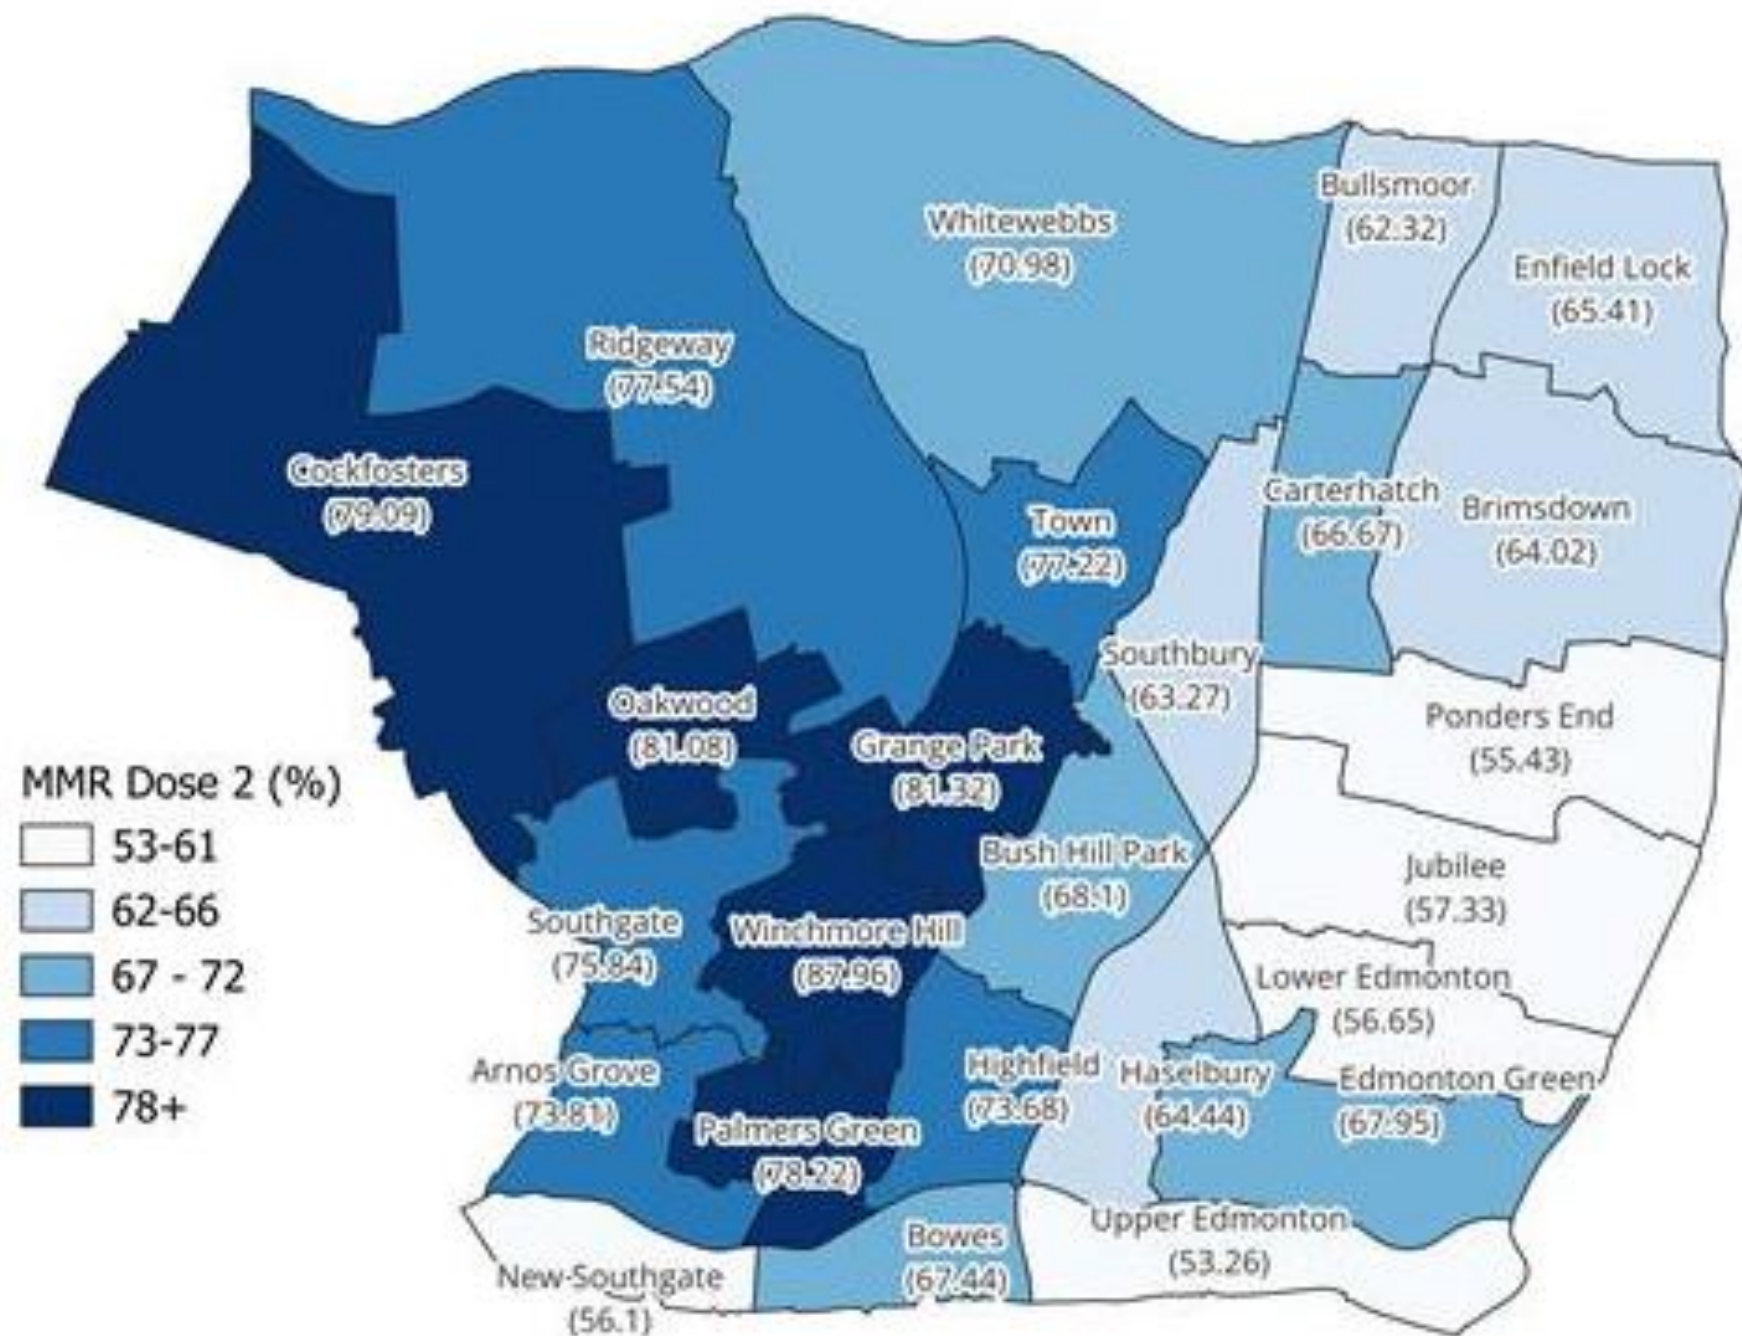 Whitewebbs
(70.98)
Bullsmoor
(62.32)
Enfield Lock
(65.41)
Ridgeway
(77.54)
Cockfosters
(79.09)
Town
(77.22)
Carterhatch
(66.67)
Brimsdown
(64.02)
Southbury
(63.27)
Oakwood
(81.08)
Grange Park
(81.32)
Ponders End
(55.43)
MMR Dose 2 (%)
53-61
62-66
67 - 72
73-77
78+
Bush Hill Park
(68.1)
Jubilee
(57.33)
Southgate
(75.84)
Winchmore Hill
(87.96)
Lower Edmonton
(56.65)
Arnos Grove
(73.81)
Highfield
(73.68)
Haselbury
(64.44)
Edmonton Green
(67.95)
Palmers Green
(78.22)
Bowes
(67.44)
Upper Edmonton
(53.26)
New-Southgate
(56.1)